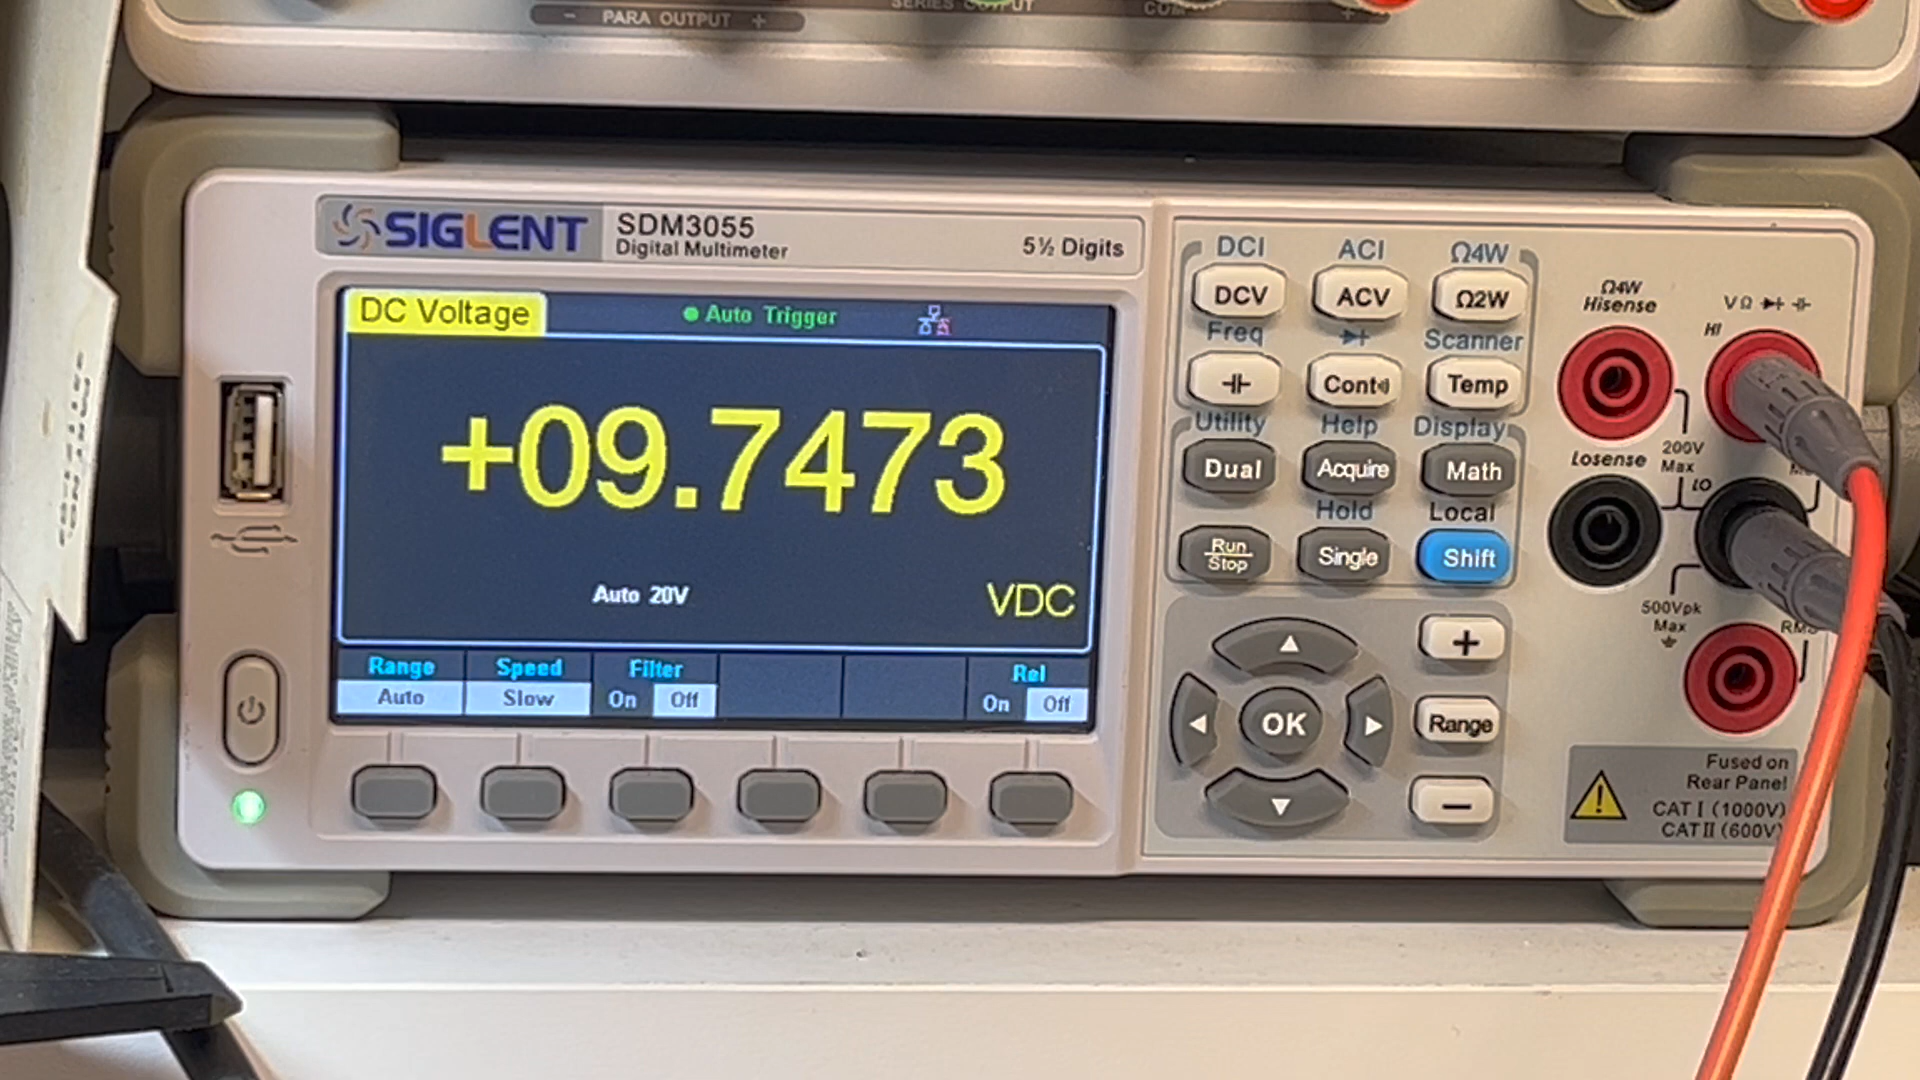 − PARA OUTPUT +
SIGLENT
SDM3055
Digital Multimeter
5½ Digits
DC Voltage
Auto Trigger
+09.7473
Auto 20V
VDC
Range
Speed
Filter
Rel
Auto
Slow
On Off
On Off
DCI ACI Ω4W
DCV ACV Ω2W
Freq Scanner
Cont Temp
Utility Help Display
Dual Acquire Math
Hold Local
Run
Stop
Single Shift
OK
+
Range
−
Ω4W
Hisense
VΩ
HI
Losense
200V
Max
LO
500Vpk
Max
Fused on
Rear Panel
CAT I (1000V)
CAT II (600V)